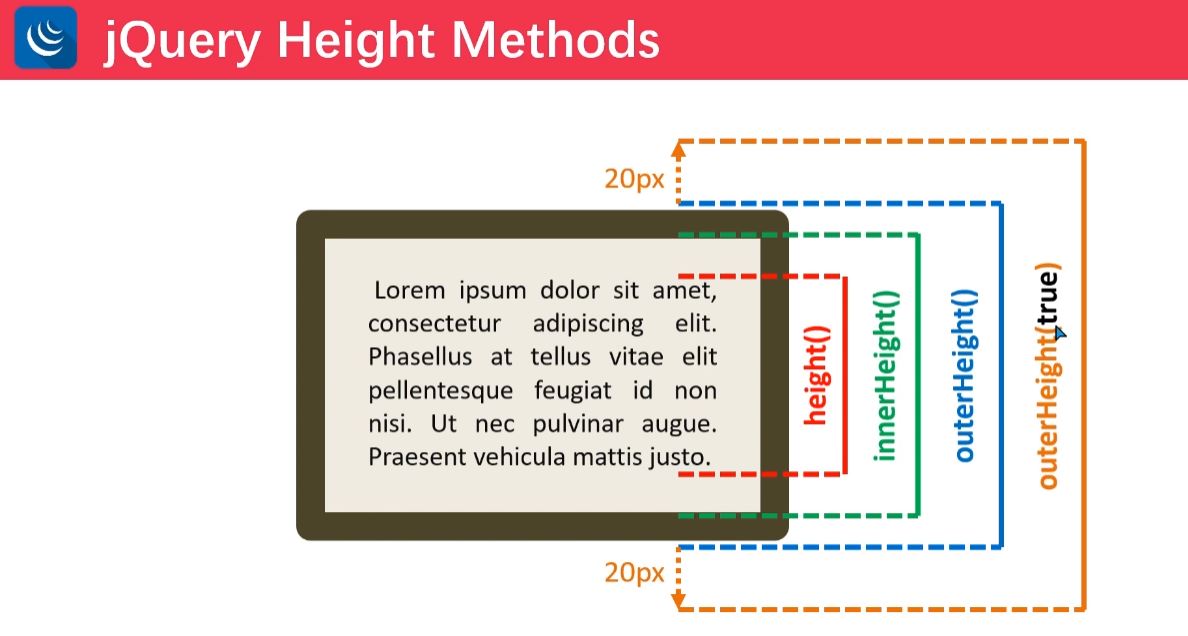 jQuery Height Methods
20px
Lorem ipsum dolor sit amet,
consectetur adipiscing elit.
Phasellus at tellus vitae elit
pellentesque feugiat id non
nisi. Ut nec pulvinar augue.
Praesent vehicula mattis justo.
height()
innerHeight()
outerHeight()
outerHeight(true)
20px